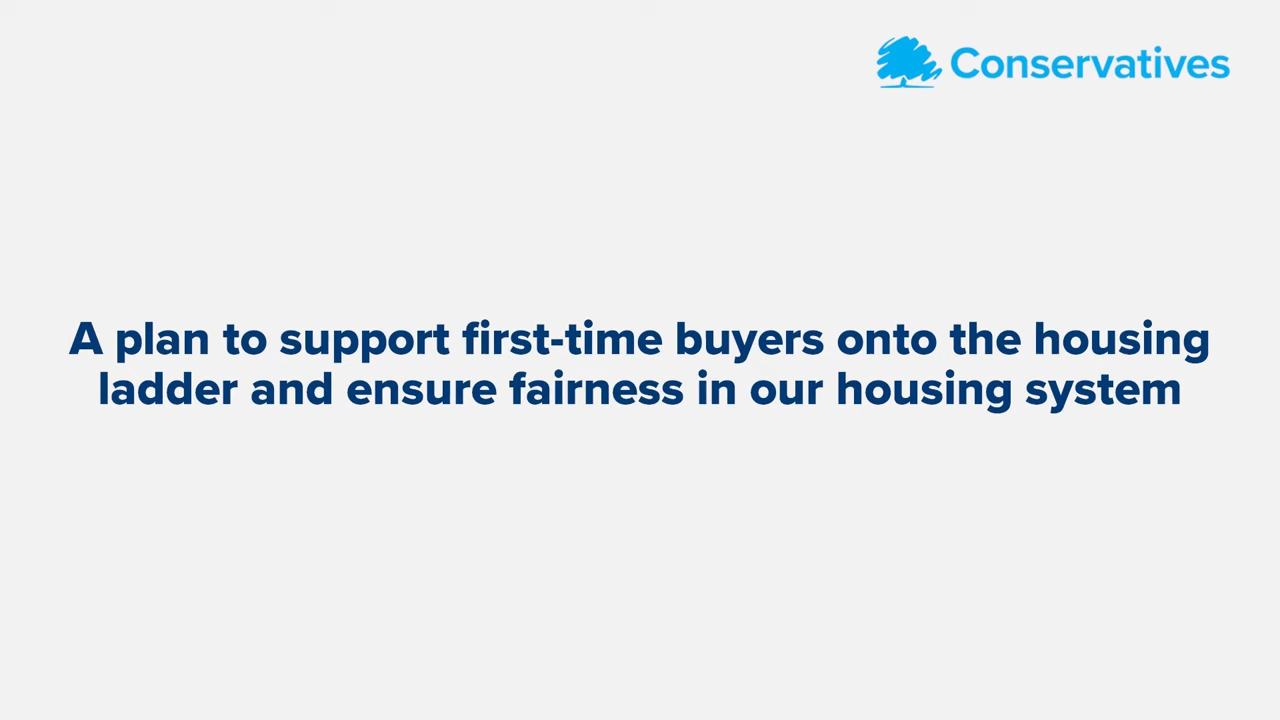 Conservatives
A plan to support first-time buyers onto the housing
ladder and ensure fairness in our housing system